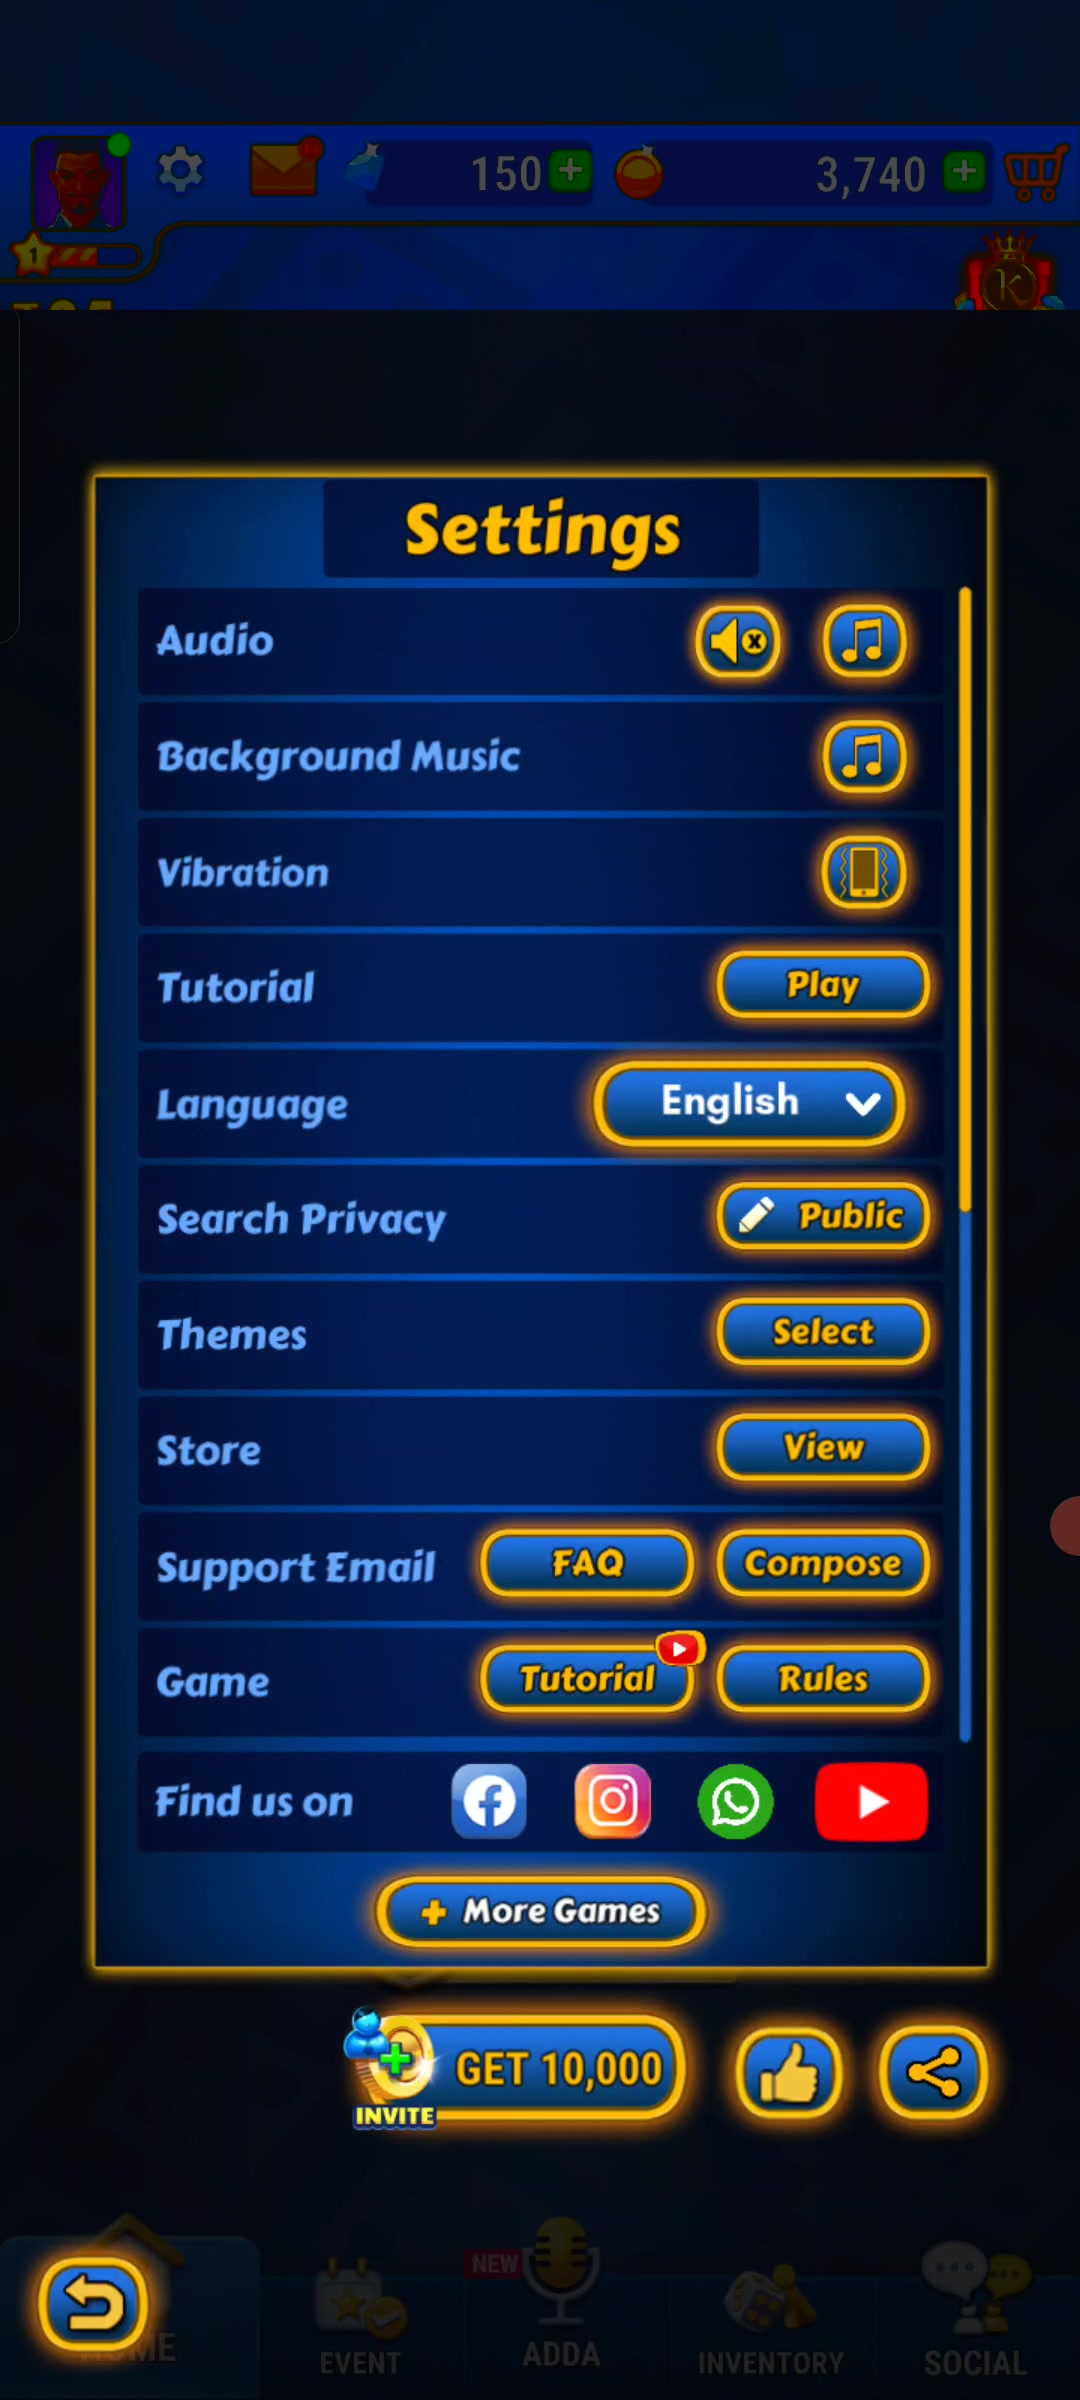 150
3,740
1
K
Settings
Audio
Background Music
Vibration
Tutorial Play
Language English
Search Privacy Public
Themes Select
Store View
Support Email FAQ Compose
Game Tutorial Rules
Find us on
+ More Games
GET 10,000
INVITE
NEW
EVENT ADDA INVENTORY SOCIAL